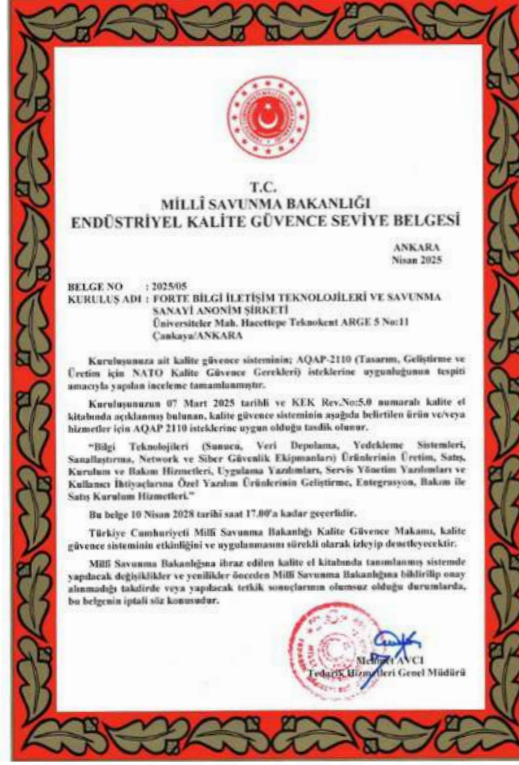 T.C.
MİLLÎ SAVUNMA BAKANLIĞI
ENDÜSTRİYEL KALİTE GÜVENCE SEVİYE BELGESİ
ANKARA
Nisan 2025
BELGE NO : 2025/05
KURULUŞ ADI : FORTE BİLGİ İLETİŞİM TEKNOLOJİLERİ VE SAVUNMA
SANAYİ ANONİM ŞİRKETİ
Üniversiteler Mah. Hacettepe Teknokent ARGE 5 No:11
Çankaya/ANKARA
Kuruluşunuza ait kalite güvence sisteminin; AQAP-2110 (Tasarım, Geliştirme ve
Üretim için NATO Kalite Güvence Gerekleri) isteklerine uygunluğunun tespiti
amacıyla yapılan inceleme tamamlanmıştır.
Kuruluşunuzun 07 Mart 2025 tarihli ve KEK Rev.No:5.0 numaralı kalite el
kitabında açıklanmış bulunan, kalite güvence sisteminin aşağıda belirtilen ürün ve/veya
hizmetler için AQAP 2110 isteklerine uygun olduğu tasdik olunur.
“Bilgi Teknolojileri (Sunucu, Veri Depolama, Yedekleme Sistemleri,
Sanallaştırma, Network ve Siber Güvenlik Ekipmanları) Ürünlerinin Üretim, Satış,
Kurulum ve Bakım Hizmetleri, Uygulama Yazılımları, Servis Yönetim Yazılımları ve
Kullanıcı İhtiyaçlarına Özel Yazılım Ürünlerinin Geliştirme, Entegrasyon, Bakım ile
Satış Kurulum Hizmetleri.”
Bu belge 10 Nisan 2028 tarihi saat 17.00'a kadar geçerlidir.
Türkiye Cumhuriyeti Millî Savunma Bakanlığı Kalite Güvence Makamı, kalite
güvence sisteminin etkinliğini ve uygulanmasını sürekli olarak izleyip denetleyecektir.
Millî Savunma Bakanlığına ibraz edilen kalite el kitabında tanımlanmış sistemde
yapılacak değişiklikler ve yenilikler önceden Millî Savunma Bakanlığına bildirilip onay
alınmadığı takdirde veya yapılacak tetkik sonuçlarının olumsuz olduğu durumlarda,
bu belgenin iptali söz konusudur.
Mehmet AVCI
Tedarik Hizmetleri Genel Müdürü